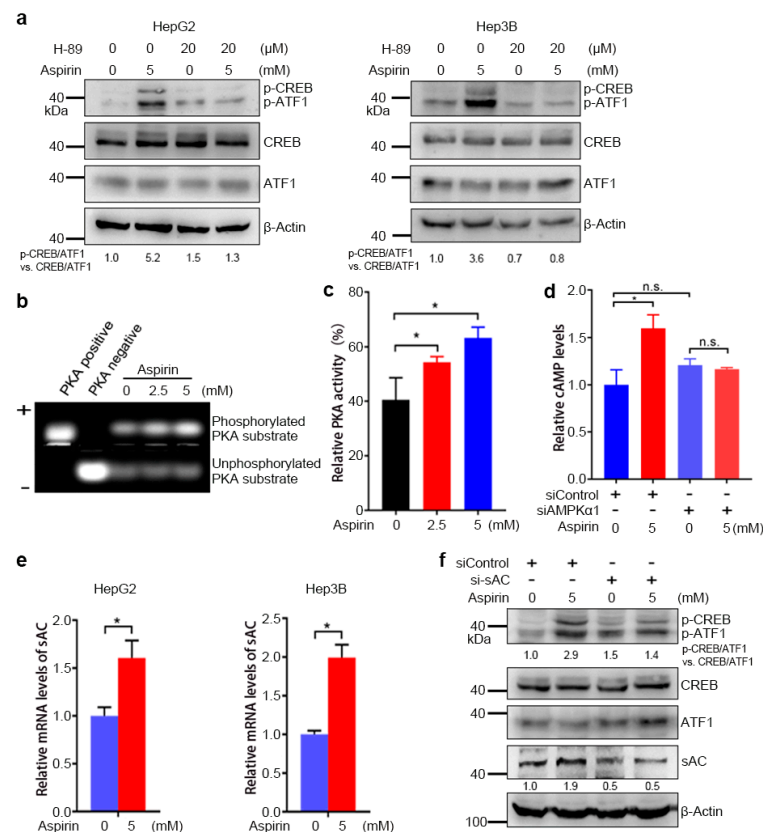 a
HepG2
H-89 0 0 20 20 (μM)
Aspirin 0 5 0 5 (mM)
p-CREB
40
kDa
p-ATF1
40 CREB
40 ATF1
β-Actin
40
p-CREB/ATF1
vs. CREB/ATF1
1.0 5.2 1.5 1.3
Hep3B
H-89 0 0 20 20 (μM)
Aspirin 0 5 0 5 (mM)
p-CREB
40
kDa
p-ATF1
40 CREB
40 ATF1
β-Actin
40
p-CREB/ATF1
vs. CREB/ATF1
1.0 3.6 0.7 0.8
b
PKA positive
PKA negative
Aspirin
0 2.5 5 (mM)
+
Phosphorylated
PKA substrate
Unphosphorylated
PKA substrate
-
c
Relative PKA activity (%)
80
60
40
20
0
*
*
Aspirin 0 2.5 5 (mM)
d
Relative cAMP levels
2.0
1.5
1.0
0.5
0.0
n.s.
*
n.s.
siControl + + - -
siAMPKα1 - - + +
Aspirin 0 5 0 5 (mM)
e
HepG2
Relative mRNA levels of sAC
2.0
1.5
1.0
0.5
0.0
*
Aspirin 0 5 (mM)
Hep3B
Relative mRNA levels of sAC
2.5
2.0
1.5
1.0
0.5
0.0
*
Aspirin 0 5 (mM)
f
siControl + + - -
si-sAC - - + +
Aspirin 0 5 0 5 (mM)
p-CREB
40
kDa
p-ATF1
1.0 2.9 1.5 1.4
p-CREB/ATF1
vs. CREB/ATF1
CREB
40
40
ATF1
sAC
40
1.0 1.9 0.5 0.5
β-Actin
100